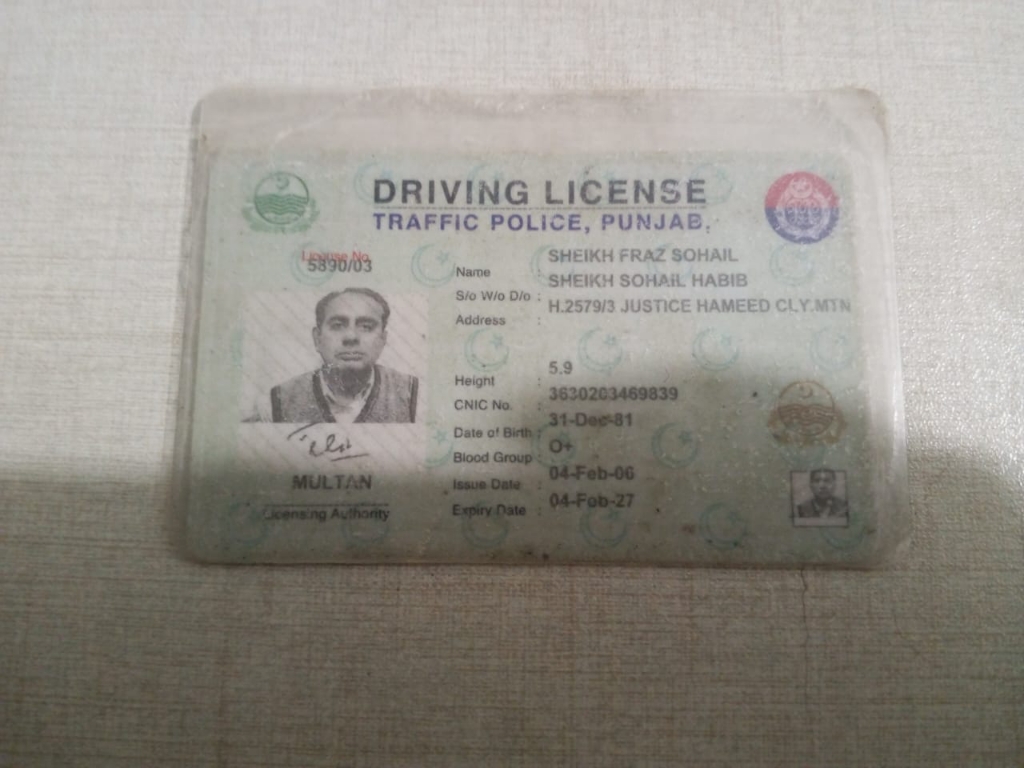 DRIVING LICENSE
TRAFFIC POLICE, PUNJAB.
License No.
5890/03
Name SHEIKH FRAZ SOHAIL
S/o W/o D/o : SHEIKH SOHAIL HABIB
Address : H.2579/3 JUSTICE HAMEED CLY.MTN
Height : 5.9
CNIC No. 3630203469839
Date of Birth : 31-Dec-81
Blood Group : O+
Issue Date : 04-Feb-06
Expiry Date : 04-Feb-27
MULTAN
Licensing Authority